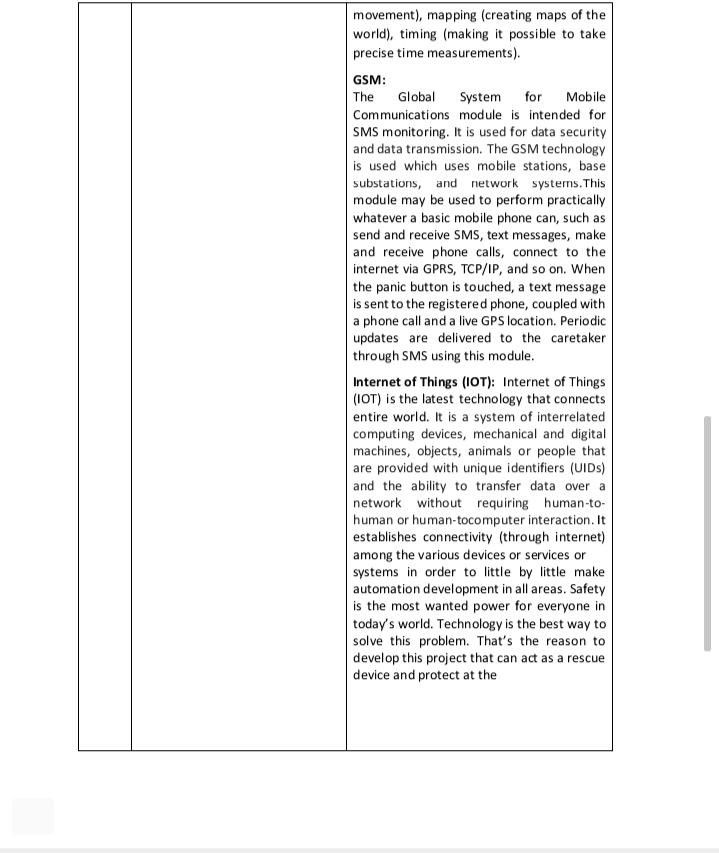 movement), mapping (creating maps of the
world), timing (making it possible to take
precise time measurements).
GSM:
The Global System for Mobile
Communications module is intended for
SMS monitoring. It is used for data security
and data transmission. The GSM technology
is used which uses mobile stations, base
substations, and network systems.This
module may be used to perform practically
whatever a basic mobile phone can, such as
send and receive SMS, text messages, make
and receive phone calls, connect to the
internet via GPRS, TCP/IP, and so on. When
the panic button is touched, a text message
is sent to the registered phone, coupled with
a phone call and a live GPS location. Periodic
updates are delivered to the caretaker
through SMS using this module.
Internet of Things (IOT): Internet of Things
(IOT) is the latest technology that connects
entire world. It is a system of interrelated
computing devices, mechanical and digital
machines, objects, animals or people that
are provided with unique identifiers (UIDs)
and the ability to transfer data over a
network without requiring human-to-
human or human-tocomputer interaction. It
establishes connectivity (through internet)
among the various devices or services or
systems in order to little by little make
automation development in all areas. Safety
is the most wanted power for everyone in
today's world. Technology is the best way to
solve this problem. That's the reason to
develop this project that can act as a rescue
device and protect at the